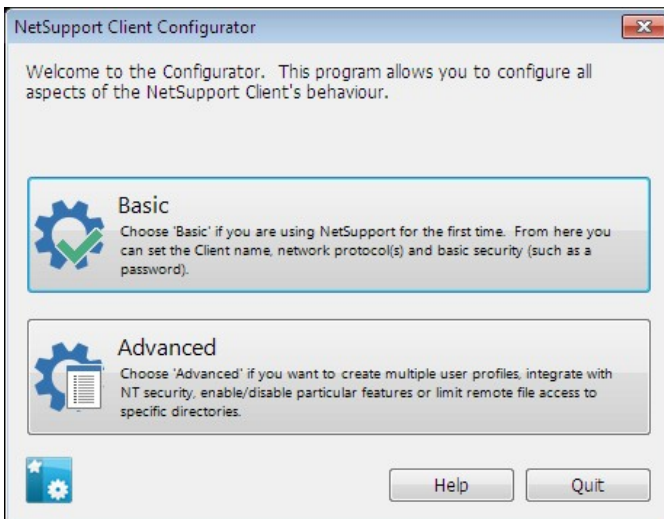 NetSupport Client Configurator
Welcome to the Configurator.  This program allows you to configure all
aspects of the NetSupport Client's behaviour.
Basic
Choose 'Basic' if you are using NetSupport for the first time.  From here you
can set the Client name, network protocol(s) and basic security (such as a
password).
Advanced
Choose 'Advanced' if you want to create multiple user profiles, integrate with
NT security, enable/disable particular features or limit remote file access to
specific directories.
Help
Quit